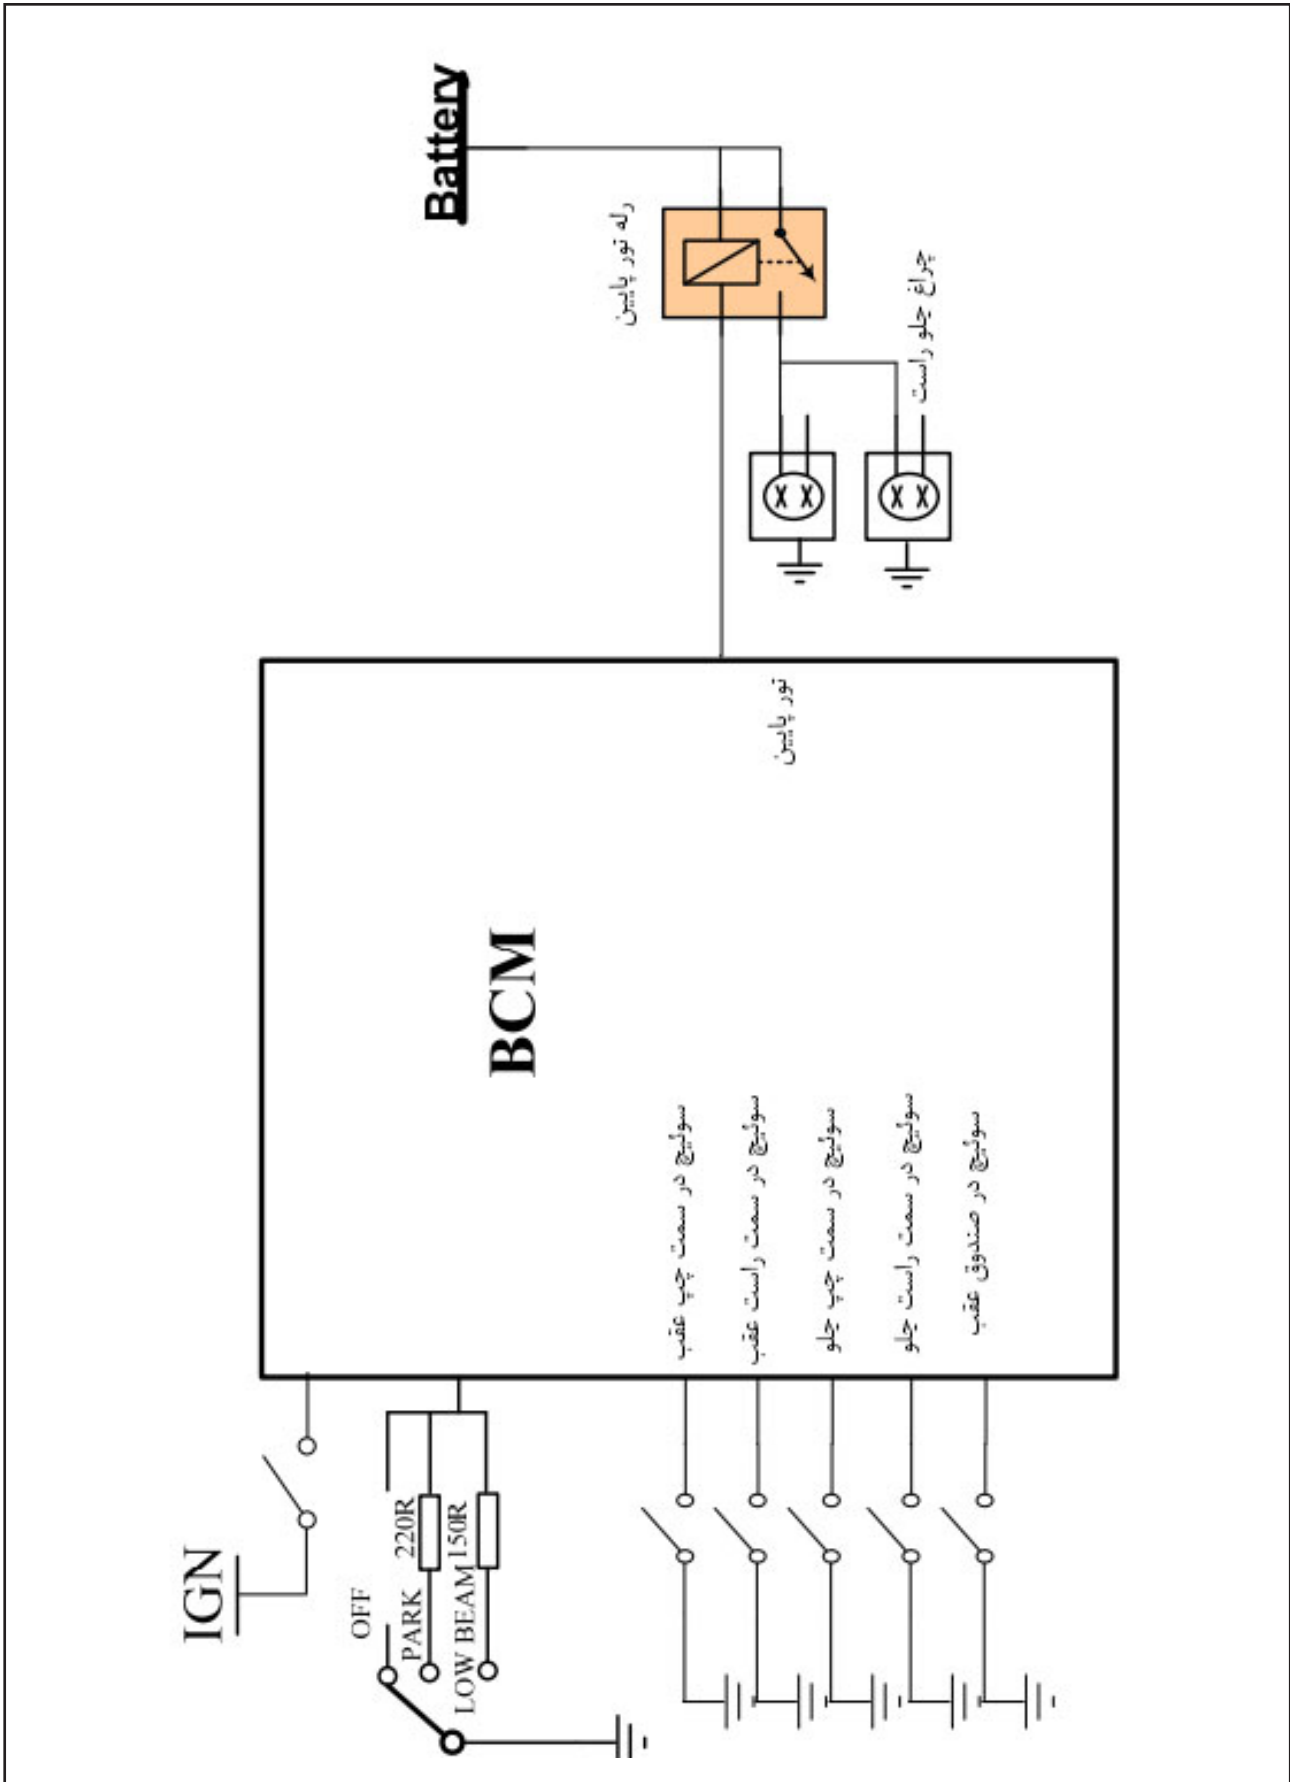 Battery
رله نور پایین
چراغ جلو راست
نور پایین
BCM
سوئیچ در سمت چپ عقب
سوئیچ در سمت راست عقب
سوئیچ در سمت چپ جلو
سوئیچ در سمت راست جلو
سوئیچ در صندوق عقب
IGN
OFF
PARK
220R
LOW BEAM
150R